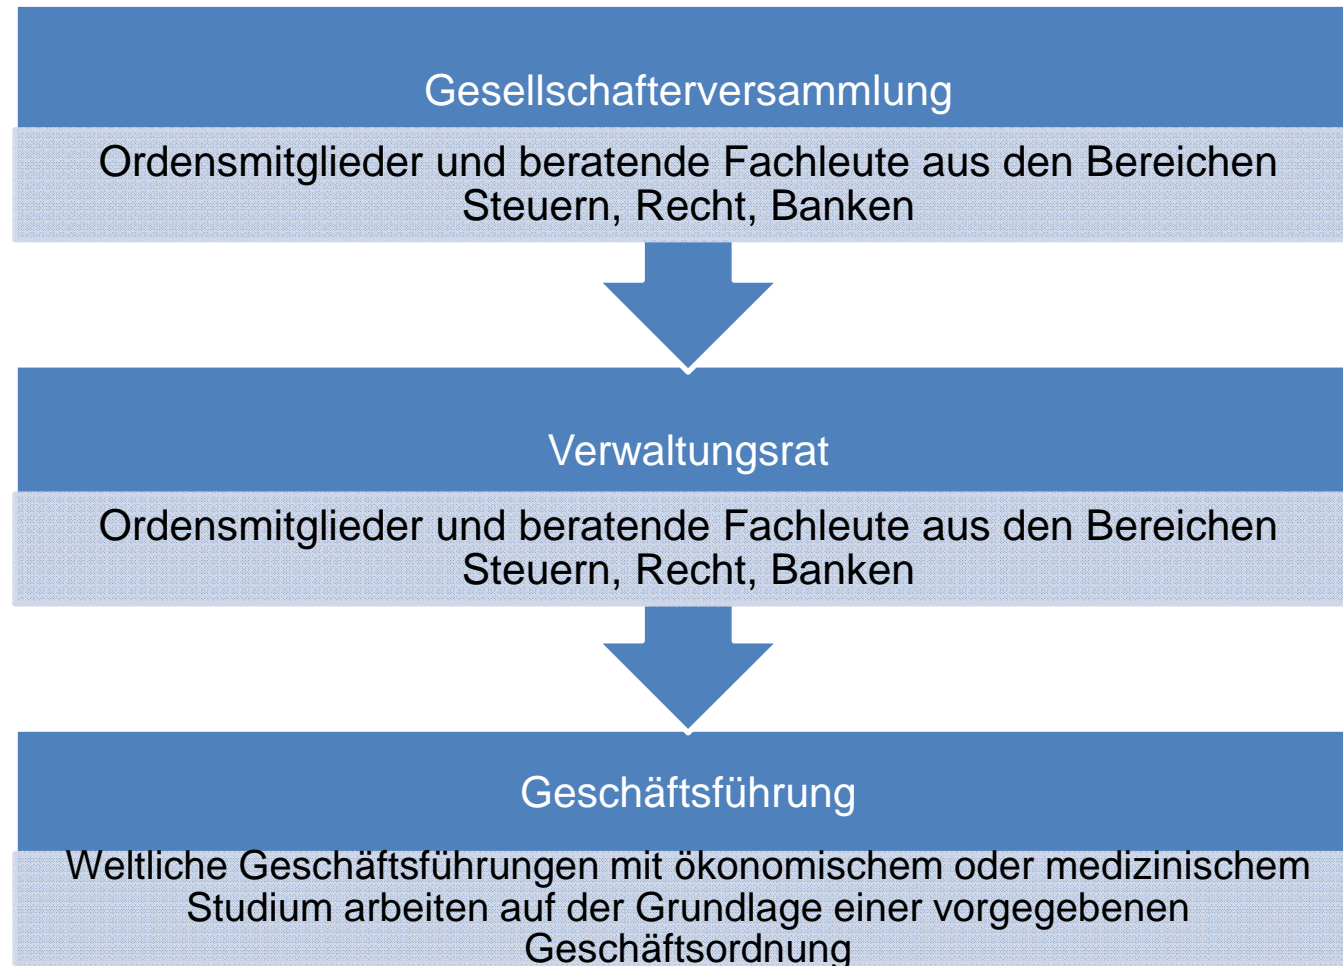 Gesellschafterversammlung
Ordensmitglieder und beratende Fachleute aus den Bereichen
Steuern, Recht, Banken
Verwaltungsrat
Ordensmitglieder und beratende Fachleute aus den Bereichen
Steuern, Recht, Banken
Geschäftsführung
Weltliche Geschäftsführungen mit ökonomischem oder medizinischem
Studium arbeiten auf der Grundlage einer vorgegebenen
Geschäftsordnung